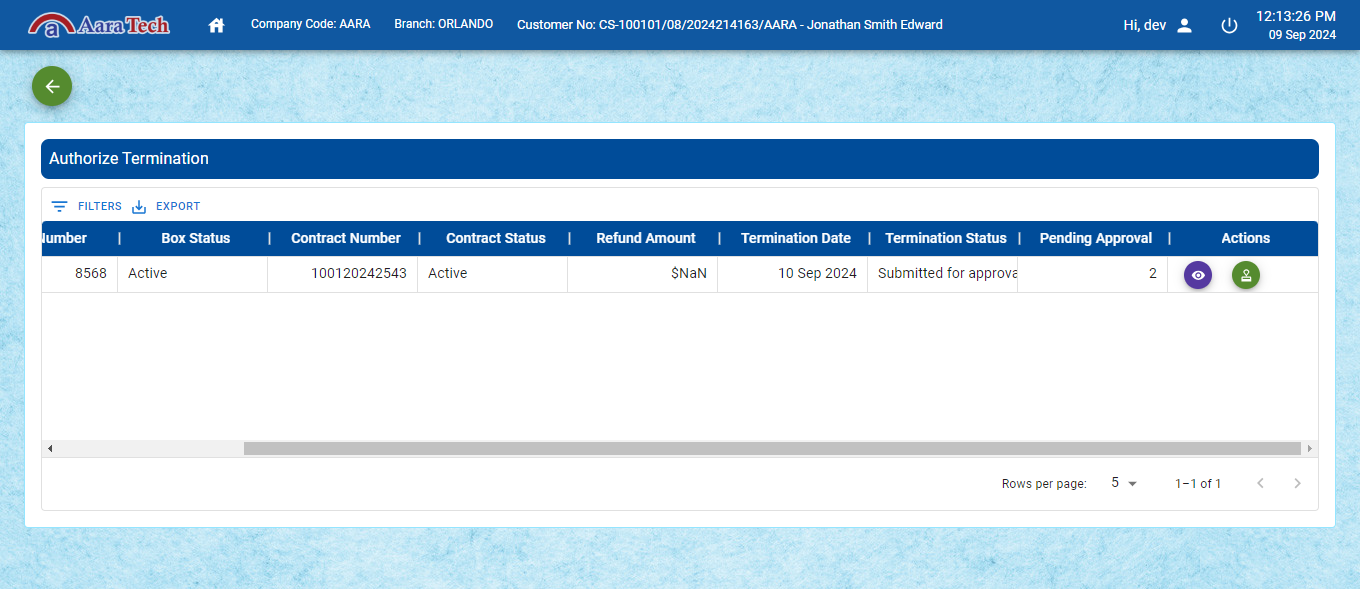 AaraTech
Company Code: AARA
Branch: ORLANDO
Customer No: CS-100101/08/2024214163/AARA - Jonathan Smith Edward
Hi, dev
12:13:26 PM
09 Sep 2024
Authorize Termination
FILTERS
EXPORT
Number | Box Status | Contract Number | Contract Status | Refund Amount | Termination Date | Termination Status | Pending Approval | Actions
8568 Active 100120242543 Active $NaN 10 Sep 2024 Submitted for approva 2
Rows per page: 5 1–1 of 1